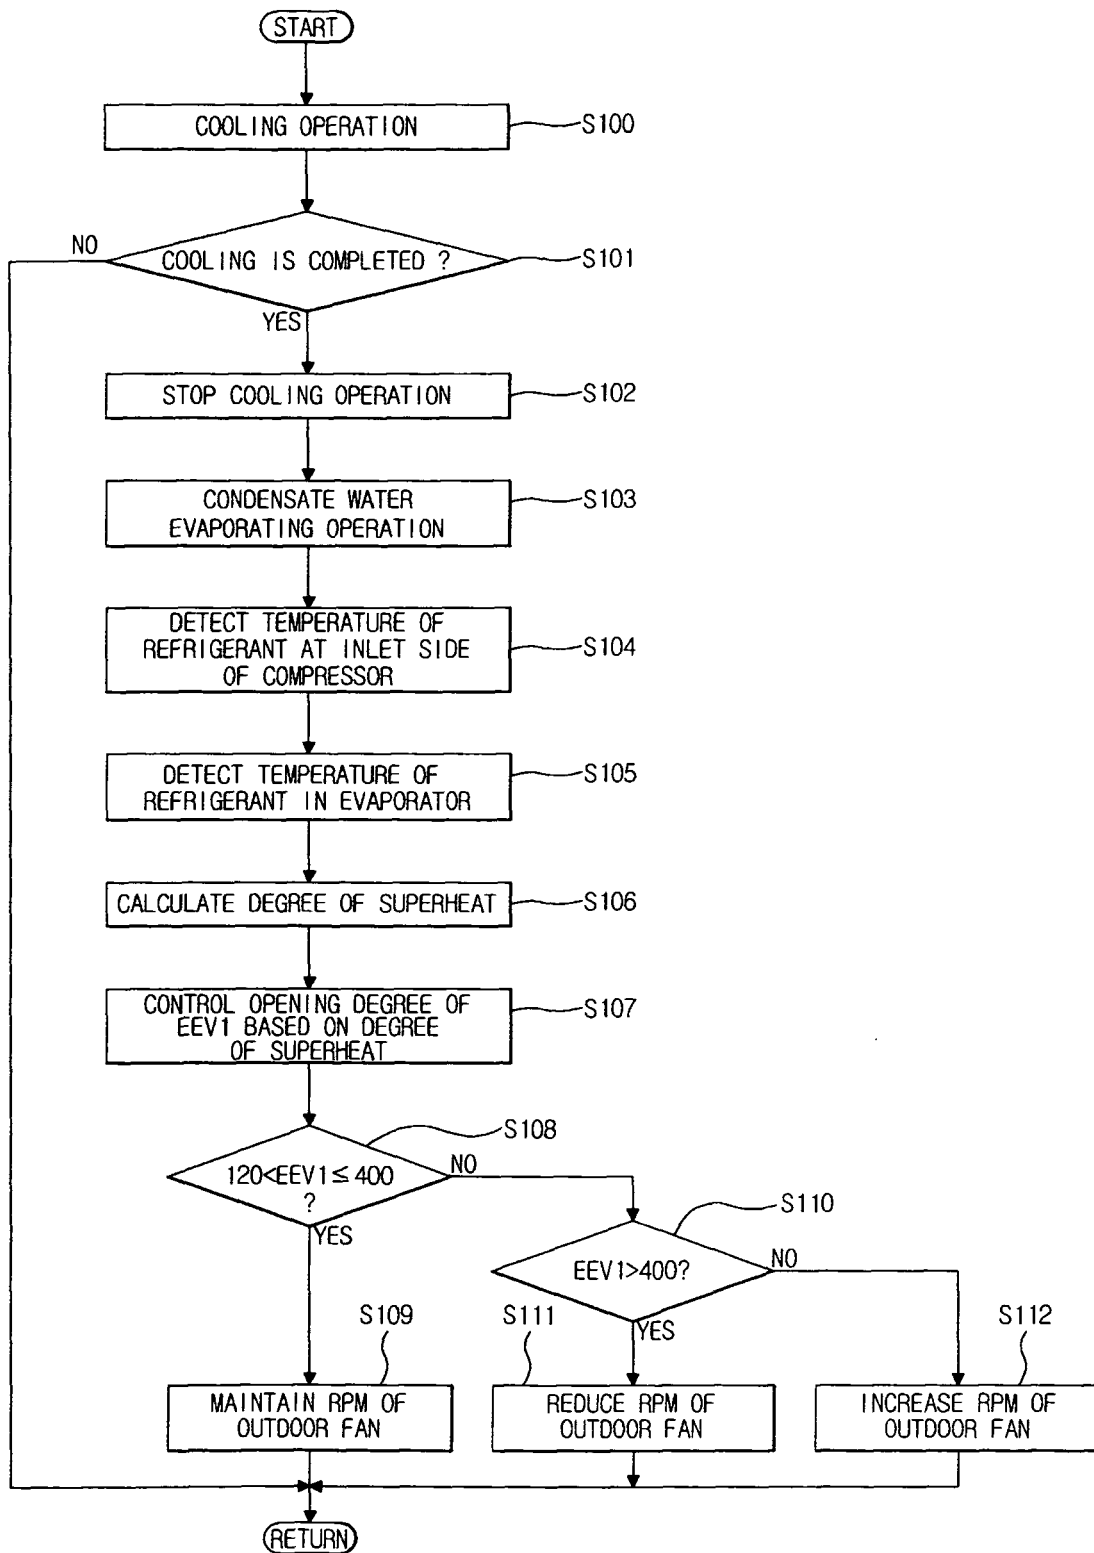 START
COOLING OPERATION
S100
NO
COOLING IS COMPLETED ?
S101
YES
STOP COOLING OPERATION
S102
CONDENSATE WATER
EVAPORATING OPERATION
S103
DETECT TEMPERATURE OF
REFRIGERANT AT INLET SIDE
OF COMPRESSOR
S104
DETECT TEMPERATURE OF
REFRIGERANT IN EVAPORATOR
S105
CALCULATE DEGREE OF SUPERHEAT
S106
CONTROL OPENING DEGREE OF
EEV1 BASED ON DEGREE
OF SUPERHEAT
S107
S108
120<EEV1≤400
?
NO
YES
S110
EEV1>400?
NO
YES
S109
S111
S112
MAINTAIN RPM OF
OUTDOOR FAN
REDUCE RPM OF
OUTDOOR FAN
INCREASE RPM OF
OUTDOOR FAN
RETURN